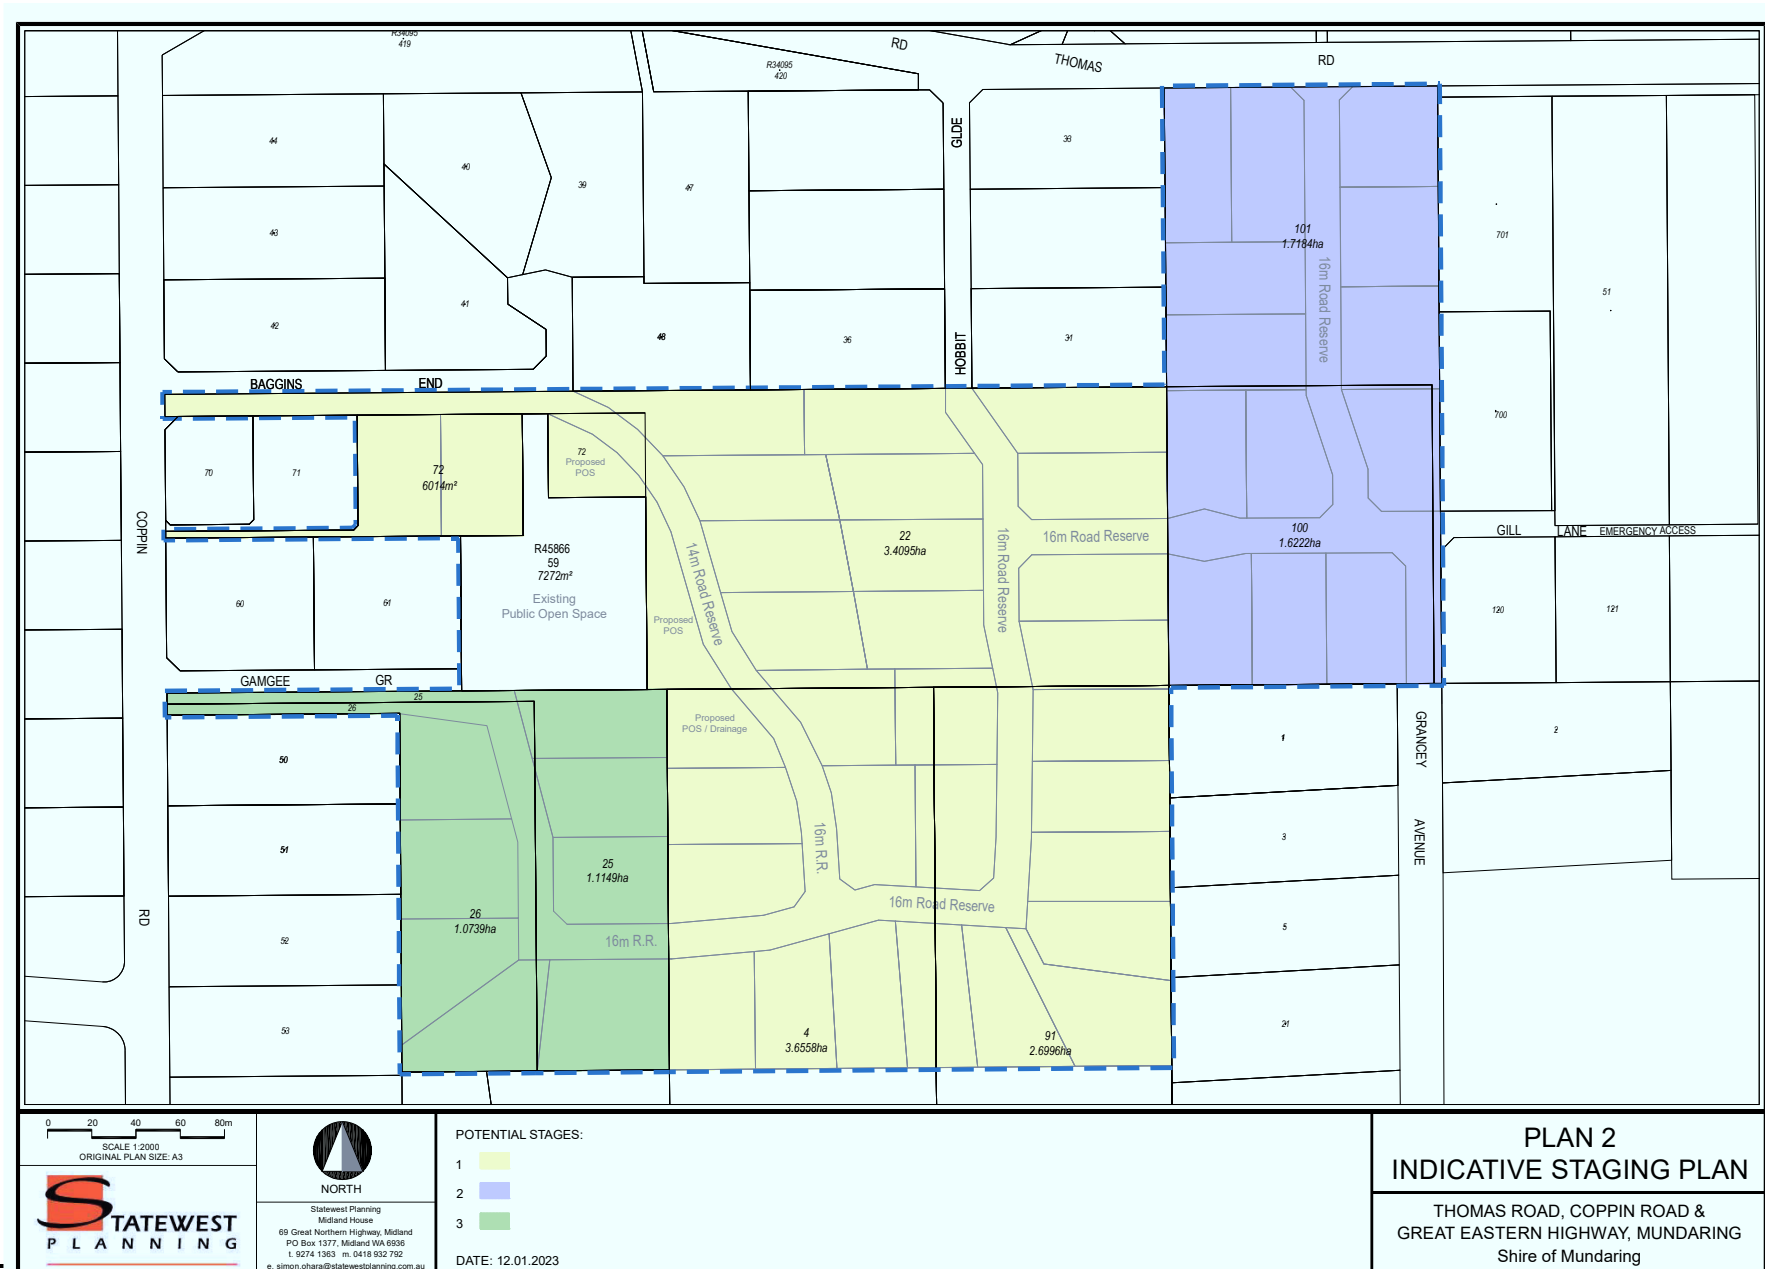 R34095
419
RD
THOMAS
RD
R34095
420
GLDE
HOBBIT
44
40
39
47
38
43
42
41
48
36
31
101
1.7184ha
16m Road Reserve
701
51
700
BAGGINS
END
COPPIN
RD
70
71
72
6014m²
72
Proposed
POS
R45866
59
7272m²
Existing
Public Open Space
60
61
14m Road Reserve
Proposed
POS
22
3.4095ha
16m Road Reserve
16m Road Reserve
100
1.6222ha
GILL
LANE
EMERGENCY ACCESS
120
121
GAMGEE
GR
25
26
50
51
52
53
Proposed
POS / Drainage
25
1.1149ha
26
1.0739ha
16m R.R.
16m R.R.
16m Road Reserve
4
3.6558ha
91
2.6996ha
1
3
5
21
2
GRANCEY
AVENUE
0 20 40 60 80m
SCALE 1:2000
ORIGINAL PLAN SIZE: A3
STATEWEST
PLANNING
NORTH
Statewest Planning
Midland House
69 Great Northern Highway, Midland
PO Box 1377, Midland WA 6936
t. 9274 1363 m. 0418 932 792
e. simon.ohara@statewestplanning.com.au
POTENTIAL STAGES:
1
2
3
DATE: 12.01.2023
PLAN 2
INDICATIVE STAGING PLAN
THOMAS ROAD, COPPIN ROAD &
GREAT EASTERN HIGHWAY, MUNDARING
Shire of Mundaring